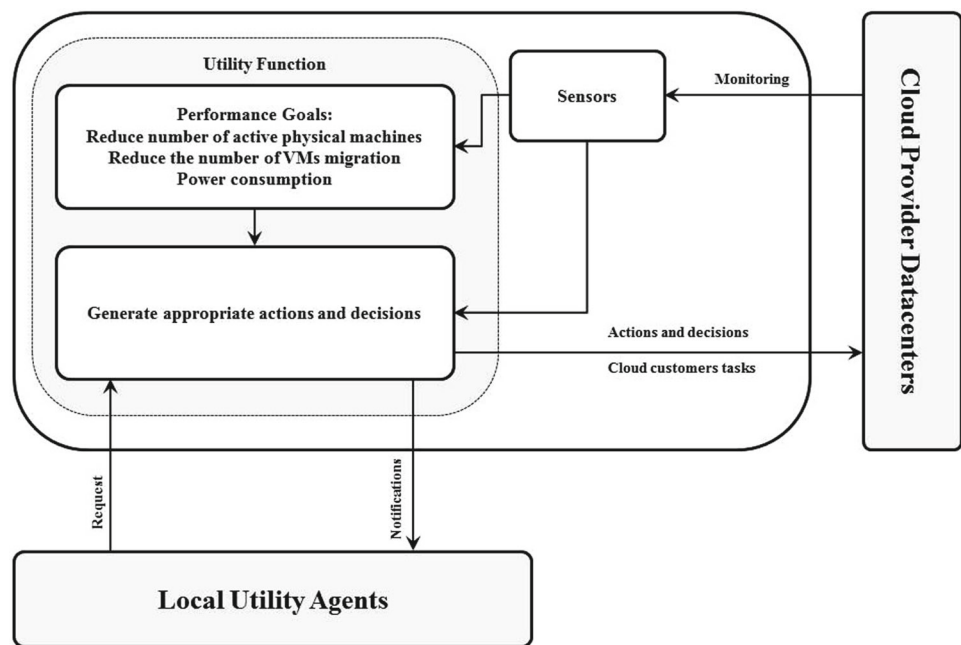 Utility Function
Performance Goals:
Reduce number of active physical machines
Reduce the number of VMs migration
Power consumption
Sensors
Monitoring
Cloud Provider Datacenters
Generate appropriate actions and decisions
Actions and decisions
Cloud customers tasks
Request
Notifications
Local Utility Agents